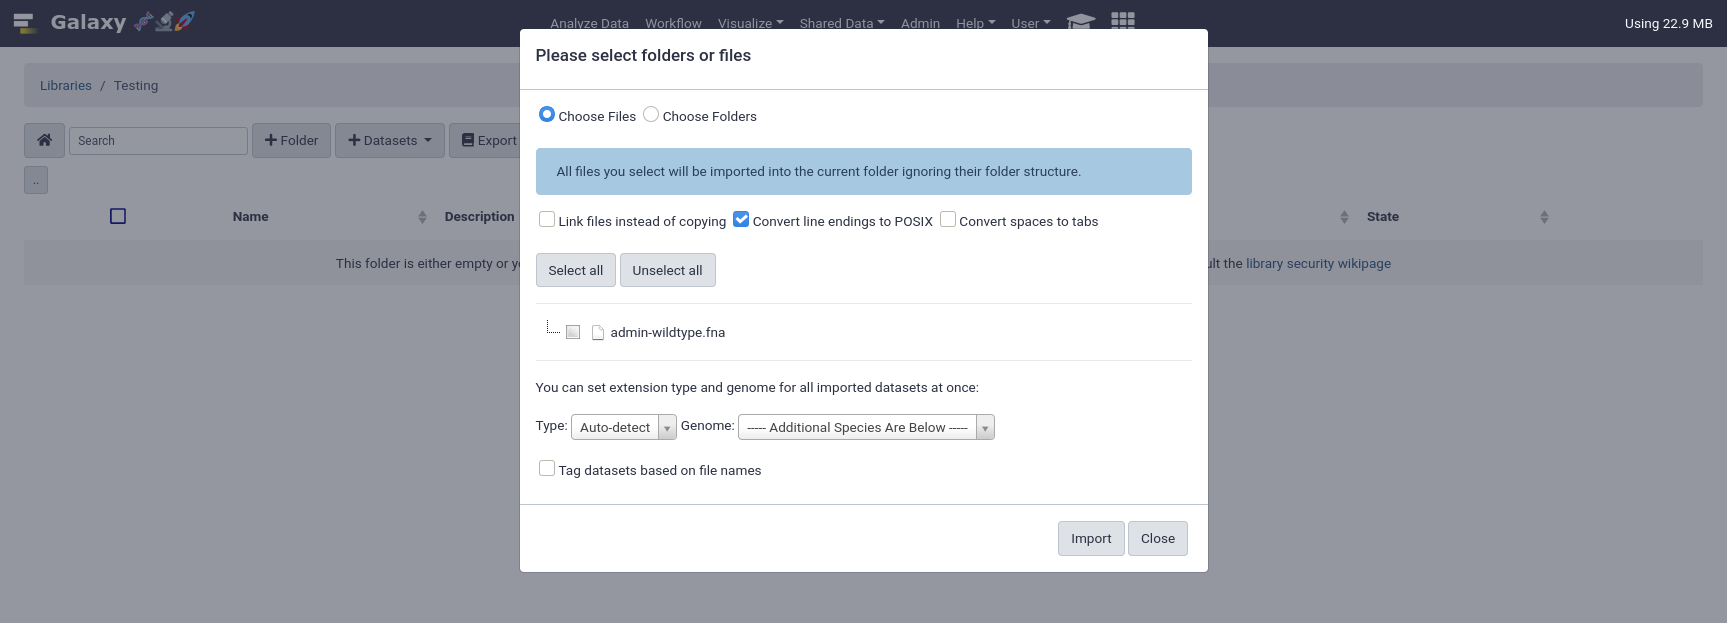 Galaxy
Analyze Data Workflow Visualize Shared Data Admin Help User
Using 22.9 MB
Libraries / Testing
Search
Folder
Datasets
Export
..
Name
Description
State
This folder is either empty or yo
ult the library security wikipage
Please select folders or files
Choose Files Choose Folders
All files you select will be imported into the current folder ignoring their folder structure.
Link files instead of copying Convert line endings to POSIX Convert spaces to tabs
Select all Unselect all
admin-wildtype.fna
You can set extension type and genome for all imported datasets at once:
Type: Auto-detect Genome: ----- Additional Species Are Below -----
Tag datasets based on file names
Import Close